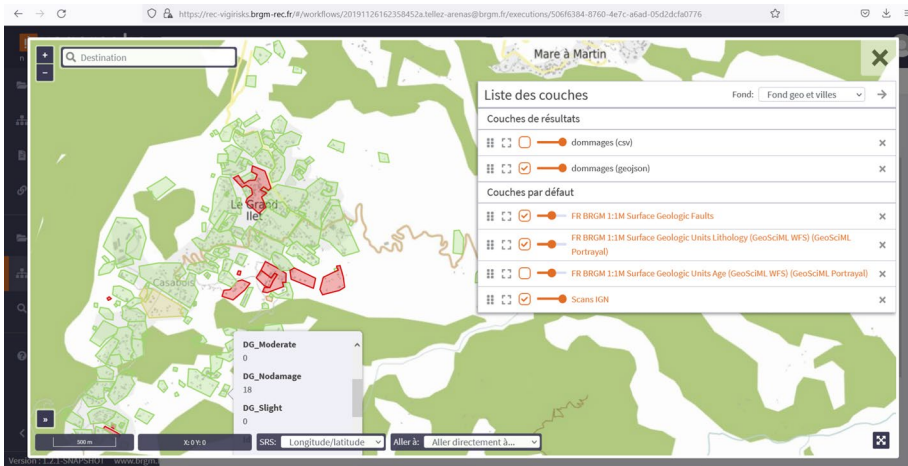 https://rec-vigirisks.brgm-rec.fr/#/workflows/20191126162358452a.tellez-arenas@brgm.fr/executions/506f6384-8760-4e7c-a6ad-05d2dcfa0776
+
Destination
-
Mare à Martin
Liste des couches
Fond: Fond geo et villes
Couches de résultats
dommages (csv)
dommages (geojson)
Couches par défaut
FR BRGM 1:1M Surface Geologic Faults
FR BRGM 1:1M Surface Geologic Units Lithology (GeoSciML WFS) (GeoSciML
Portrayal)
FR BRGM 1:1M Surface Geologic Units Age (GeoSciML WFS) (GeoSciML Portrayal)
Scans IGN
Le Grand
Ilet
Casabois
DG_Moderate
0
DG_Nodamage
18
DG_Slight
0
»
100 m
X: 0 Y: 0
SRS: Longitude/latitude
Aller à: Aller directement à...
Version : 1.2.1-SNAPSHOT www.brgm.